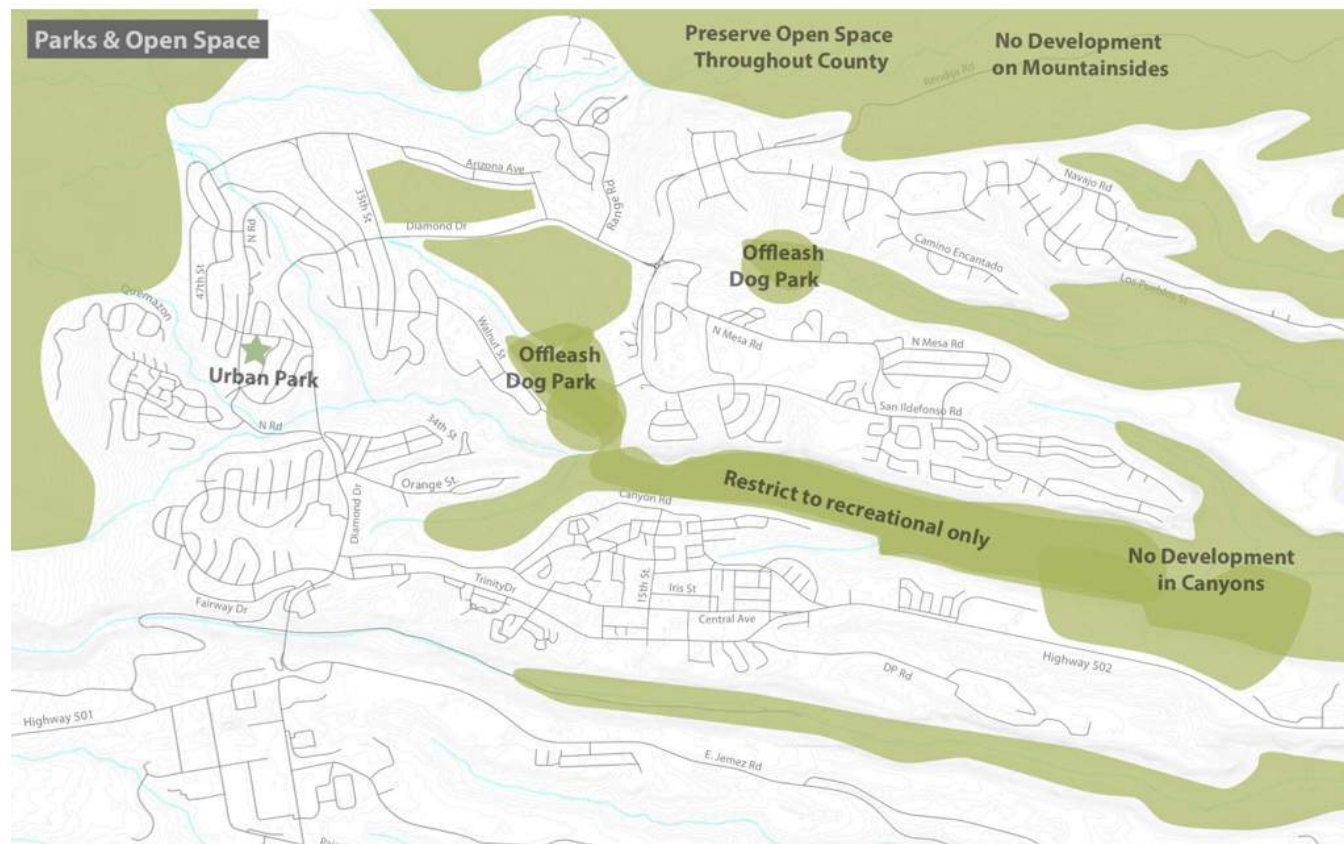 Parks & Open Space
Preserve Open Space
Throughout County
No Development
on Mountainsides
Rendija Rd
Arizona Ave
35th St
Range Rd
Navajo Rd
Diamond Dr
N Rd
47th St
Camino Encantado
Offleash
Dog Park
Los Pueblos St
Quemazon
Walnut St
N Mesa Rd
N Mesa Rd
Offleash
Dog Park
Urban Park
San Ildefonso Rd
N Rd
34th St
Orange St
Restrict to recreational only
Canyon Rd
Diamond Dr
No Development
in Canyons
TrinityDr
15th St.
Iris St
Fairway Dr
Central Ave
Highway 502
DP Rd
Highway 501
E. Jemez Rd